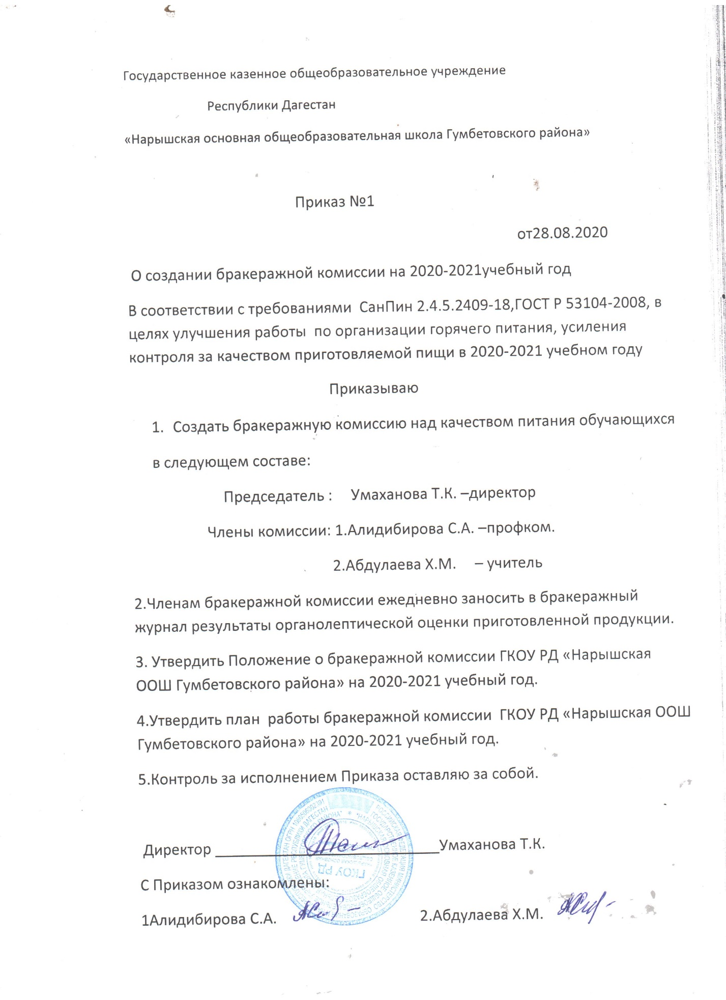 Государственное казенное общеобразовательное учреждение
Республики Дагестан
«Нарышская основная общеобразовательная школа Гумбетовского района»
Приказ №1
от28.08.2020
О создании бракеражной комиссии на 2020-2021учебный год
В соответствии с требованиями СанПин 2.4.5.2409-18,ГОСТ Р 53104-2008, в
целях улучшения работы по организации горячего питания, усиления
контроля за качеством приготовляемой пищи в 2020-2021 учебном году
Приказываю
1. Создать бракеражную комиссию над качеством питания обучающихся
в следующем составе:
Председатель : Умаханова Т.К. –директор
Члены комиссии: 1.Алидибирова С.А. –профком.
2.Абдулаева Х.М. – учитель
2.Членам бракеражной комиссии ежедневно заносить в бракеражный
журнал результаты органолептической оценки приготовленной продукции.
3. Утвердить Положение о бракеражной комиссии ГКОУ РД «Нарышская
ООШ Гумбетовского района» на 2020-2021 учебный год.
4.Утвердить план работы бракеражной комиссии ГКОУ РД «Нарышская ООШ
Гумбетовского района» на 2020-2021 учебный год.
5.Контроль за исполнением Приказа оставляю за собой.
Директор ____________________________Умаханова Т.К.
ГКОУ РД
С Приказом ознакомлены:
1Алидибирова С.А. 2.Абдулаева Х.М.